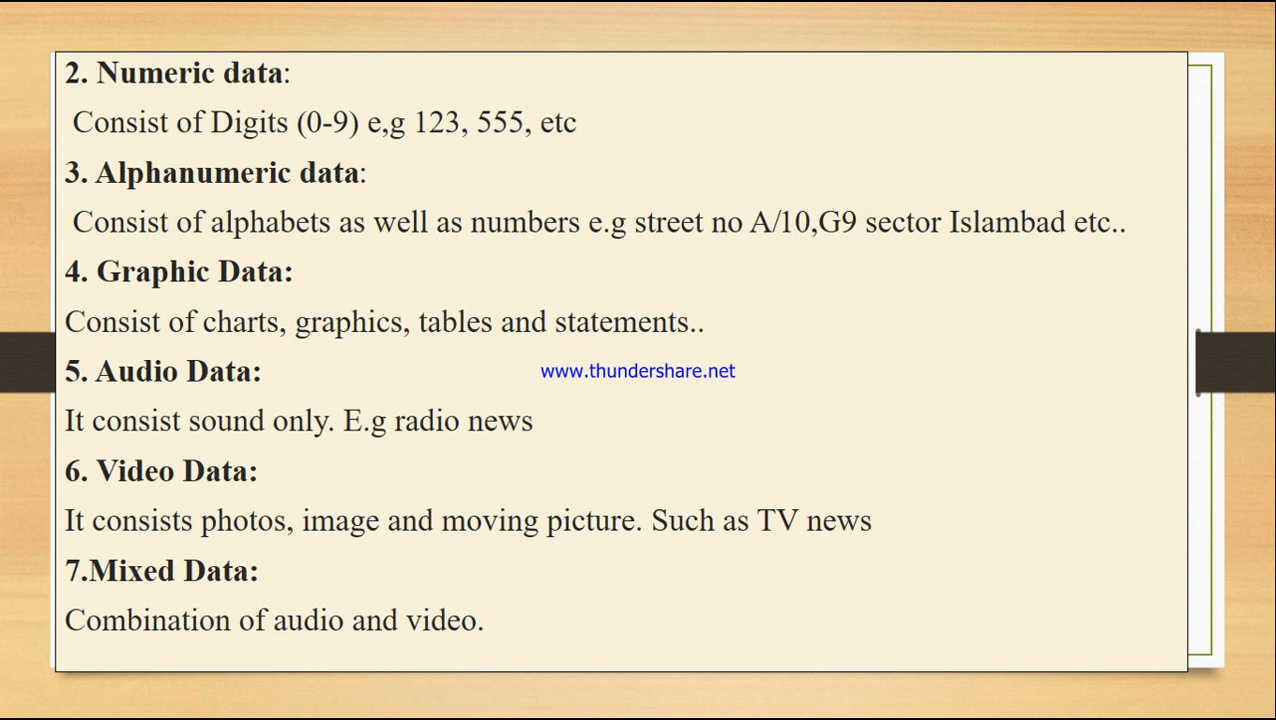 2. Numeric data:
Consist of Digits (0-9) e,g 123, 555, etc
3. Alphanumeric data:
Consist of alphabets as well as numbers e.g street no A/10,G9 sector Islambad etc..
4. Graphic Data:
Consist of charts, graphics, tables and statements..
5. Audio Data:
www.thundershare.net
It consist sound only. E.g radio news
6. Video Data:
It consists photos, image and moving picture. Such as TV news
7.Mixed Data:
Combination of audio and video.